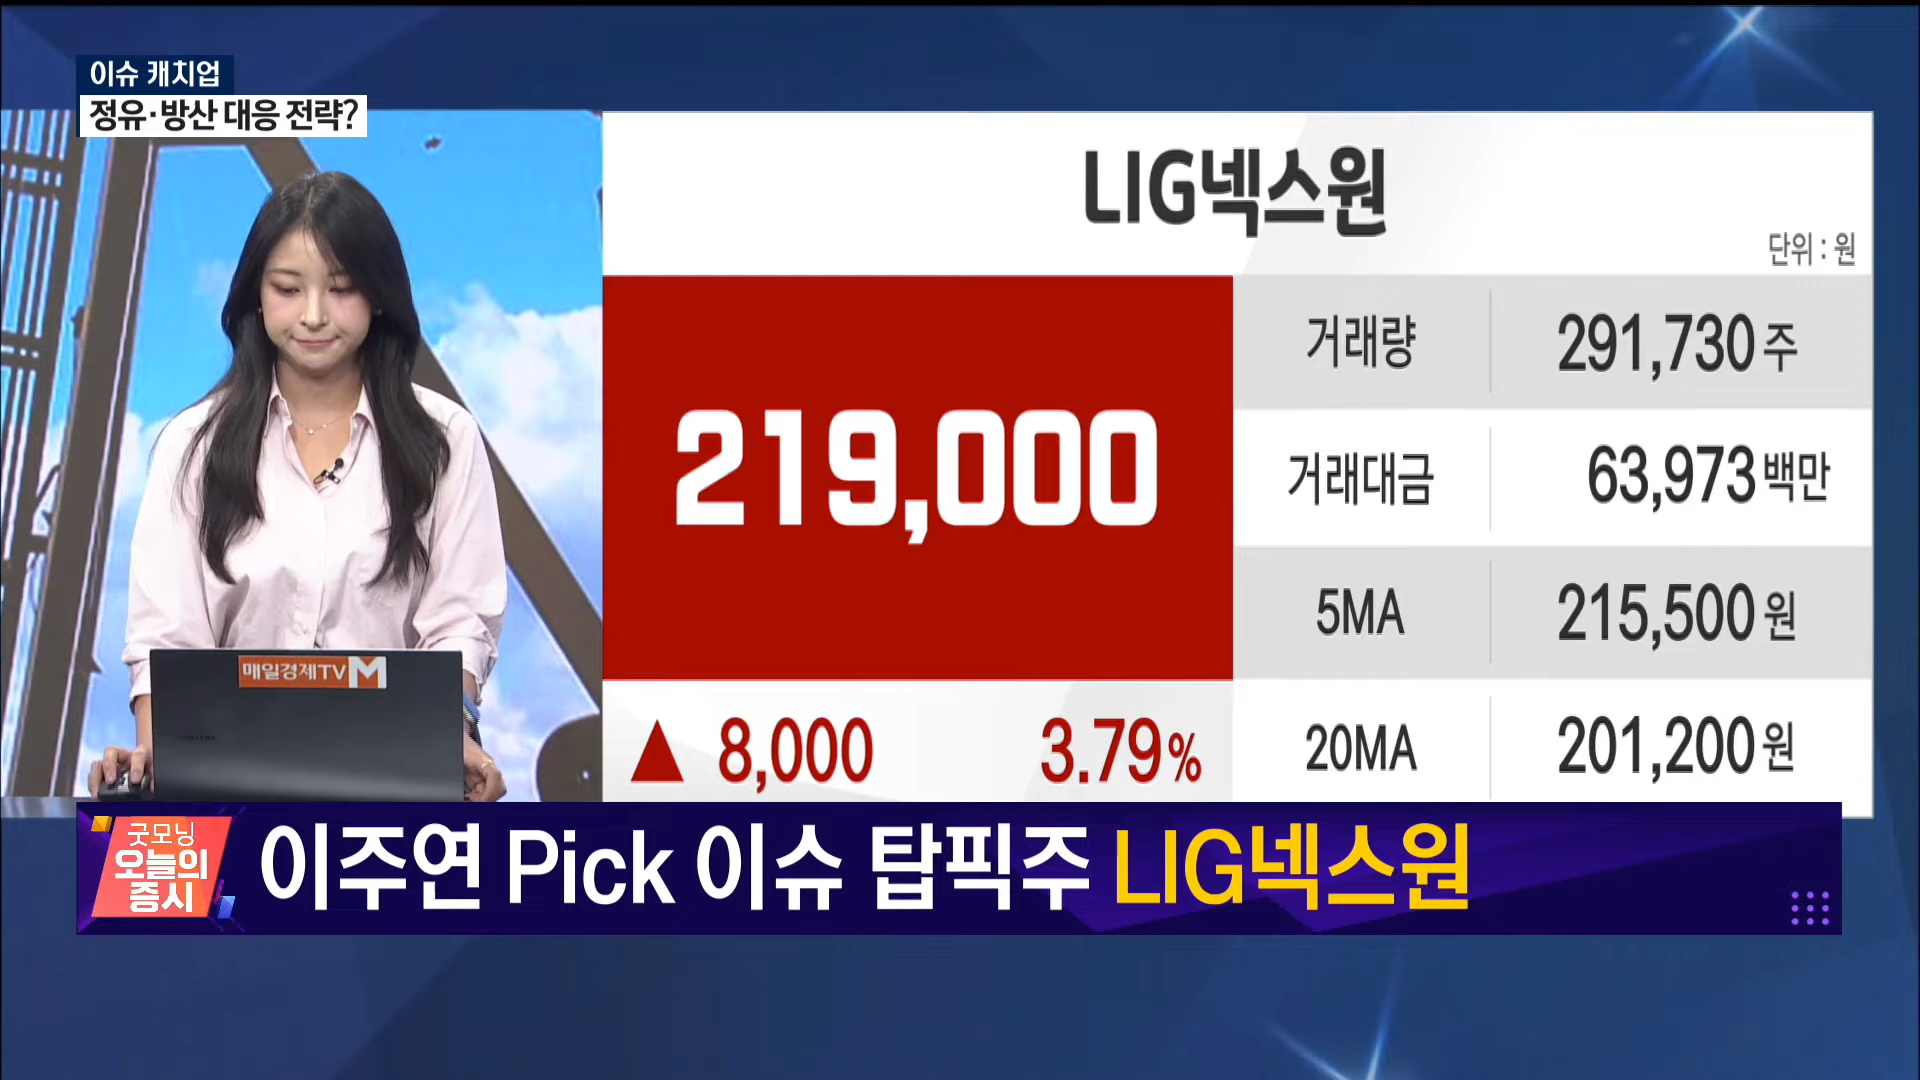 이슈 캐치업
정유·방산 대응 전략?
LIG넥스원
단위 : 원
219,000
▲ 8,000 3.79%
거래량 291,730주
거래대금 63,973백만
5MA 215,500원
20MA 201,200원
매일경제TV M
굿모닝
오늘의
증시
이주연 Pick 이슈 탑픽주 LIG넥스원